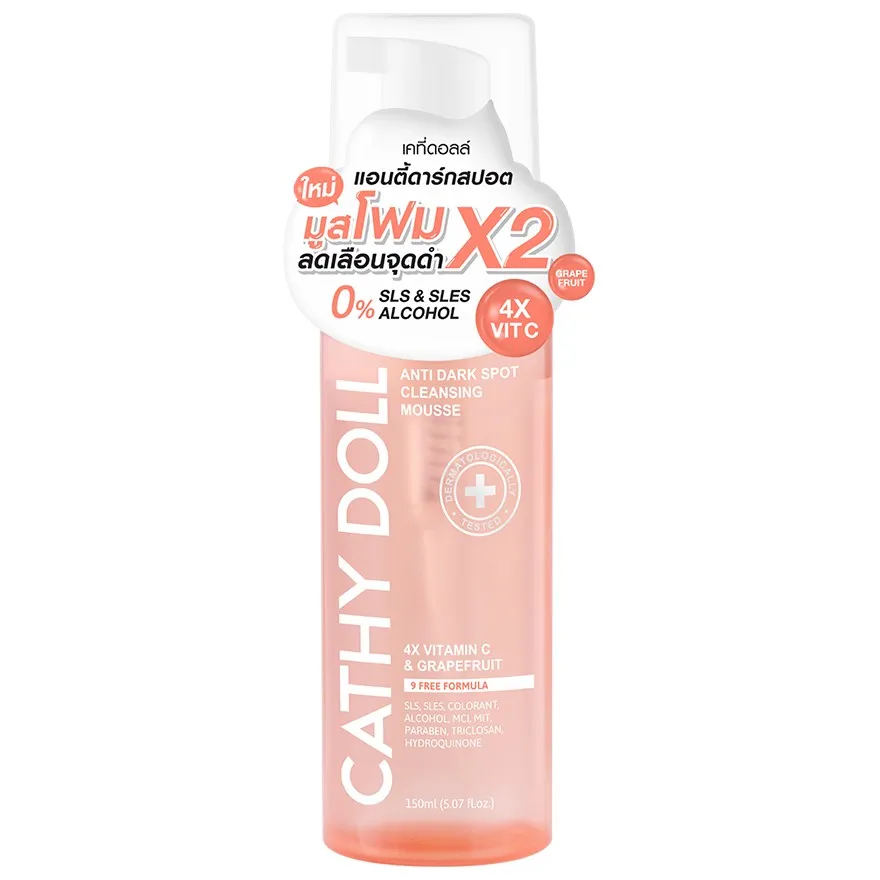 เคที่ดอลล์
แอนตี้ดาร์กสปอต
ใหม่
มูสโฟม
ลดเลือนจุดดำ X2
GRAPE
FRUIT
0% SLS & SLES
ALCOHOL
4X
VIT C
CATHY DOLL
ANTI DARK SPOT
CLEANSING
MOUSSE
DERMATOLOGICALLY
TESTED
4X VITAMIN C
& GRAPEFRUIT
9 FREE FORMULA
SLS, SLES, COLORANT,
ALCOHOL, MCI, MIT,
PARABEN, TRICLOSAN,
HYDROQUINONE
150ml (5.07 fl.oz.)